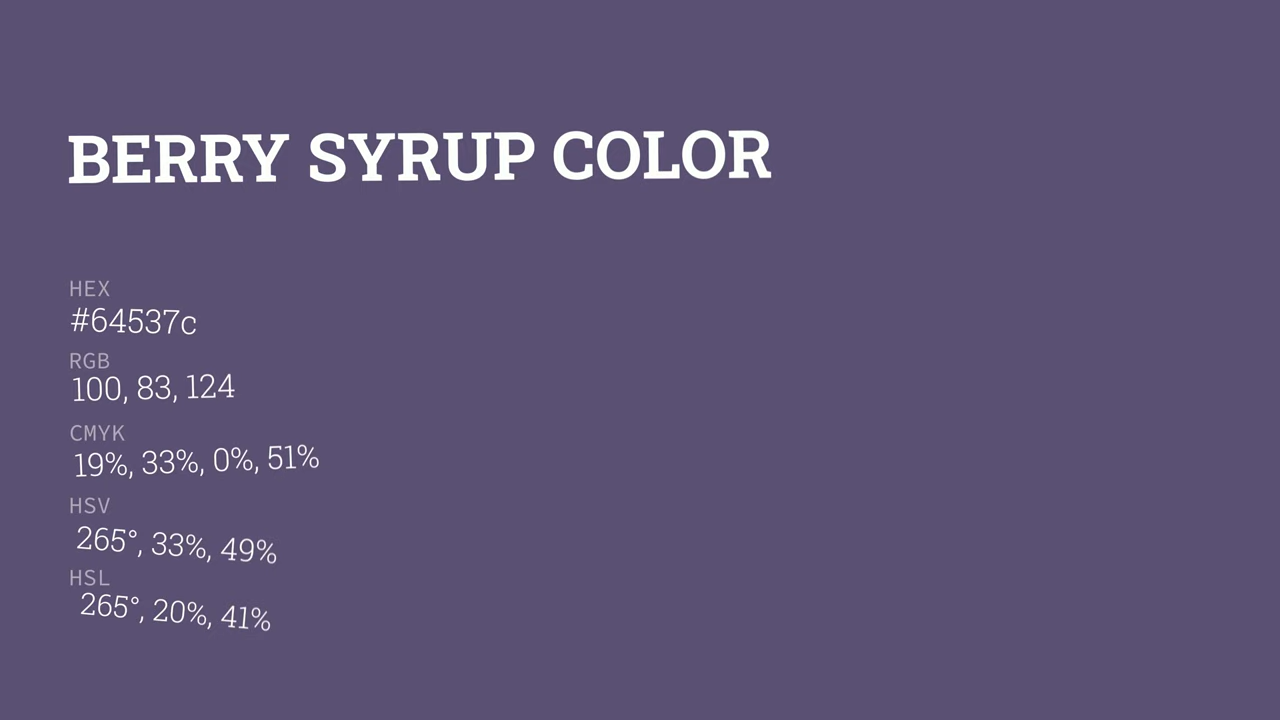 BERRY SYRUP COLOR
HEX
#64537c
RGB
100, 83, 124
CMYK
19%, 33%, 0%, 51%
HSV
265°, 33%, 49%
HSL
265°, 20%, 41%